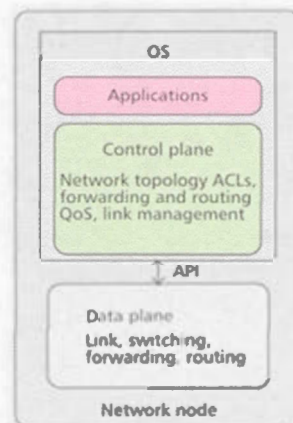 OS
Applications
Control plane
Network topology ACLs,
forwarding and routing
QoS, link management
API
Data plane
Link, switching,
forwarding, routing
Network node